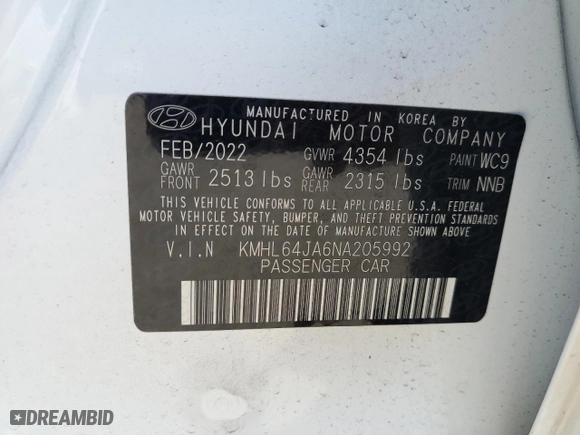 MANUFACTURED IN KOREA BY
HYUNDAI MOTOR COMPANY
FEB/2022 GVWR 4354 lbs PAINT WC9
GAWR FRONT 2513 lbs GAWR REAR 2315 lbs TRIM NNB
THIS VEHICLE CONFORMS TO ALL APPLICABLE U.S.A. FEDERAL
MOTOR VEHICLE SAFETY, BUMPER, AND THEFT PREVENTION STANDARDS
IN EFFECT ON THE DATE OF MANUFACTURE SHOWN ABOVE.
V.I.N KMHL64JA6NA205992
PASSENGER CAR
DREAMBID